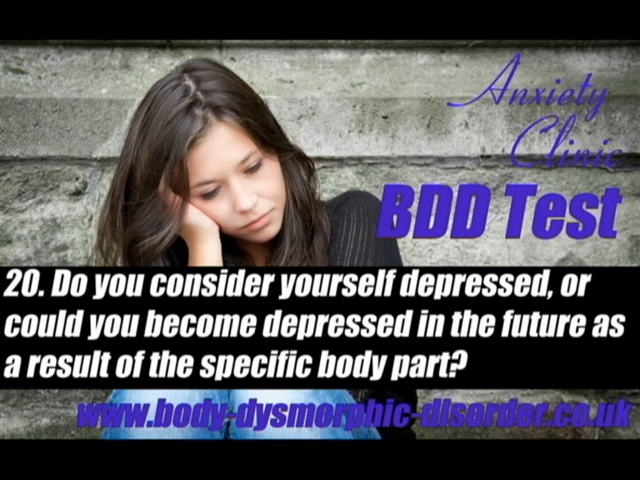 Anxiety
Clinic
BDD Test
20. Do you consider yourself depressed, or
could you become depressed in the future as
a result of the specific body part?
www.body-dysmorphic-disorder.co.uk